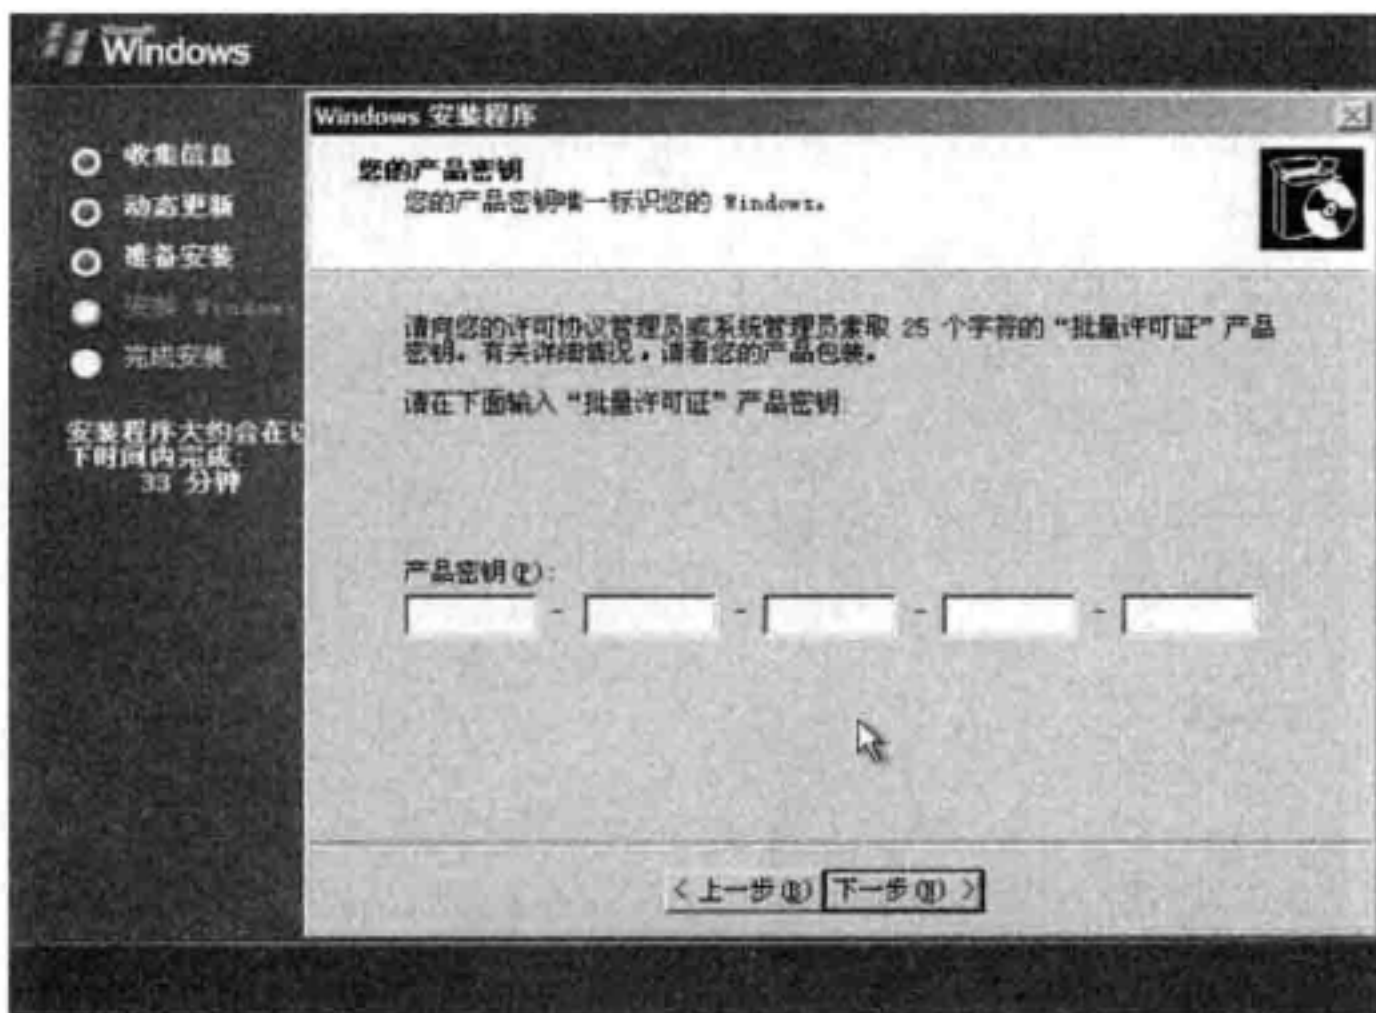 Microsoft
Windows
Windows 安装程序
收集信息
动态更新
准备安装
安装 Windows
完成安装
安装程序大约会在以
下时间内完成:
33 分钟
您的产品密钥
您的产品密钥唯一标识您的 Windows。
请向您的许可协议管理员或系统管理员索取 25 个字符的“批量许可证”产品
密钥。有关详细情况，请看您的产品包装。
请在下面输入“批量许可证”产品密钥:
产品密钥(P):
- - - -
< 上一步(B)
下一步(N) >